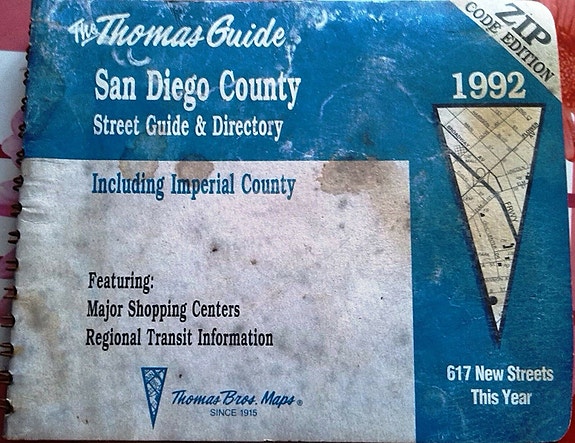 The Thomas Guide
ZIP
CODE EDITION
San Diego County
Street Guide & Directory
1992
Including Imperial County
FRWY
Featuring:
Major Shopping Centers
Regional Transit Information
617 New Streets
This Year
Thomas Bros. Maps®
SINCE 1915